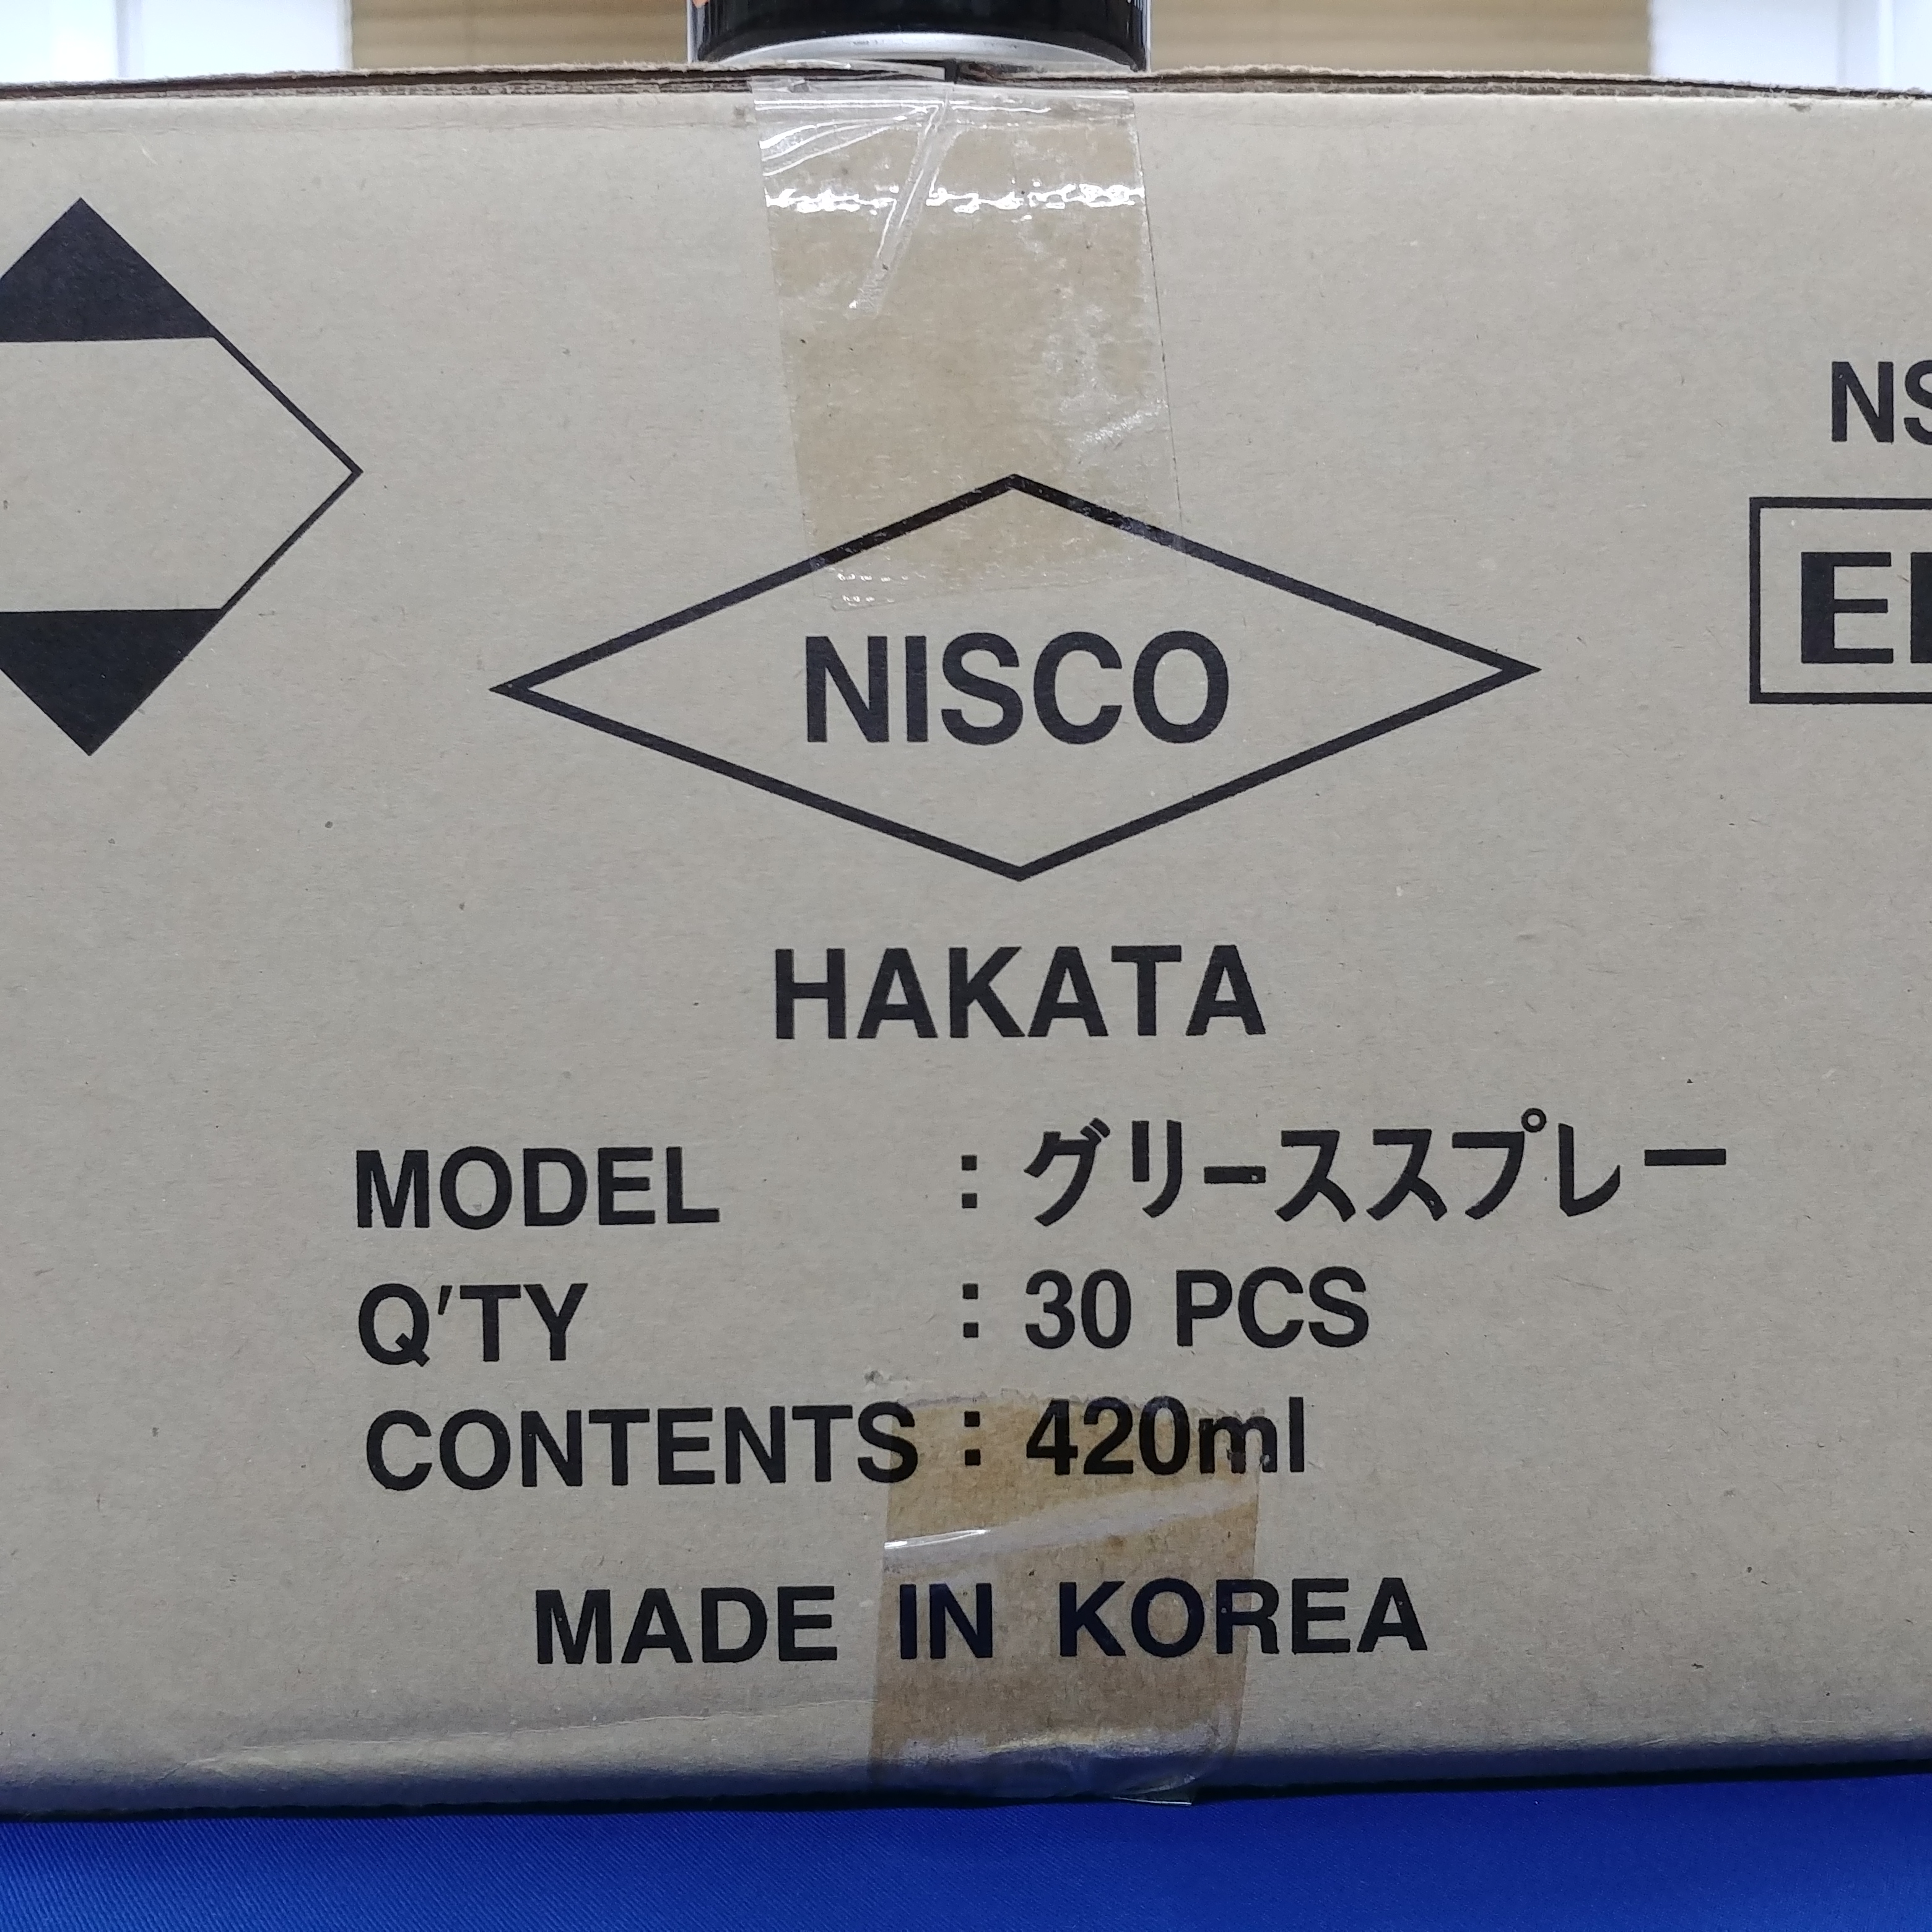 NISCO
HAKATA
MODEL : グリーススプレー
Q'TY : 30 PCS
CONTENTS : 420ml
MADE IN KOREA